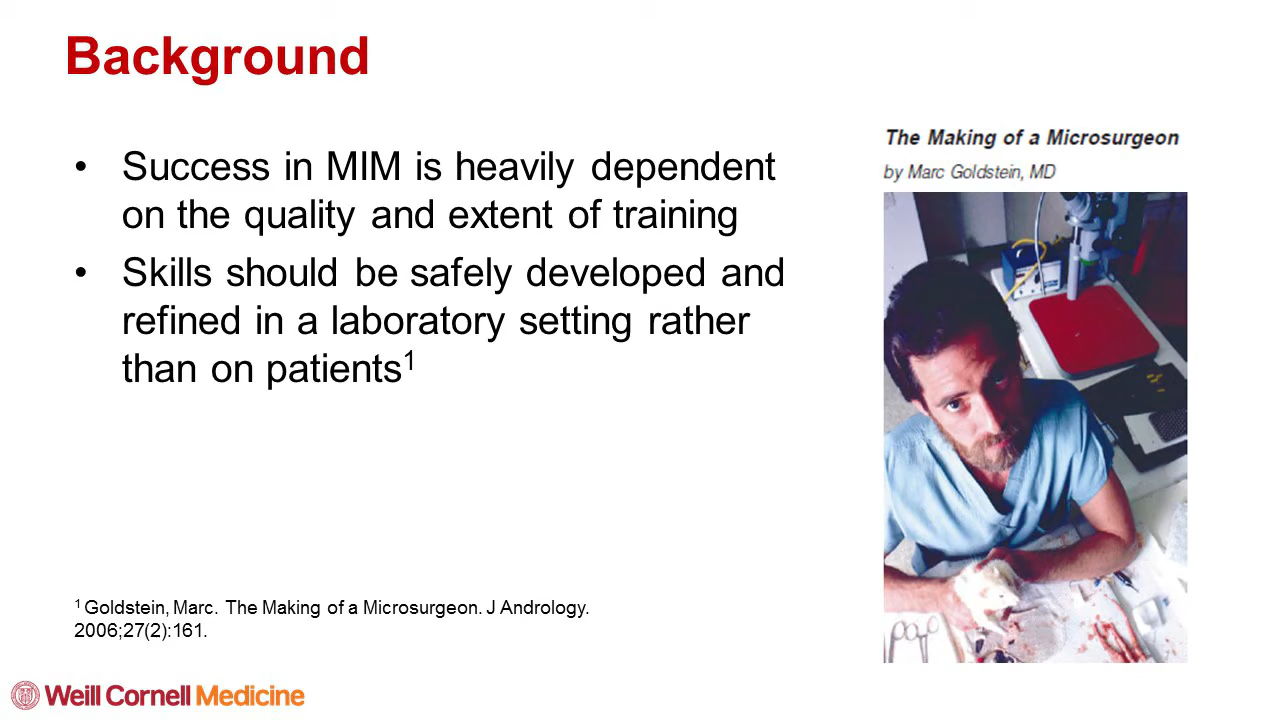 Background
• Success in MIM is heavily dependent
on the quality and extent of training
• Skills should be safely developed and
refined in a laboratory setting rather
than on patients¹
The Making of a Microsurgeon
by Marc Goldstein, MD
¹ Goldstein, Marc. The Making of a Microsurgeon. J Andrology.
2006;27(2):161.
Weill Cornell Medicine